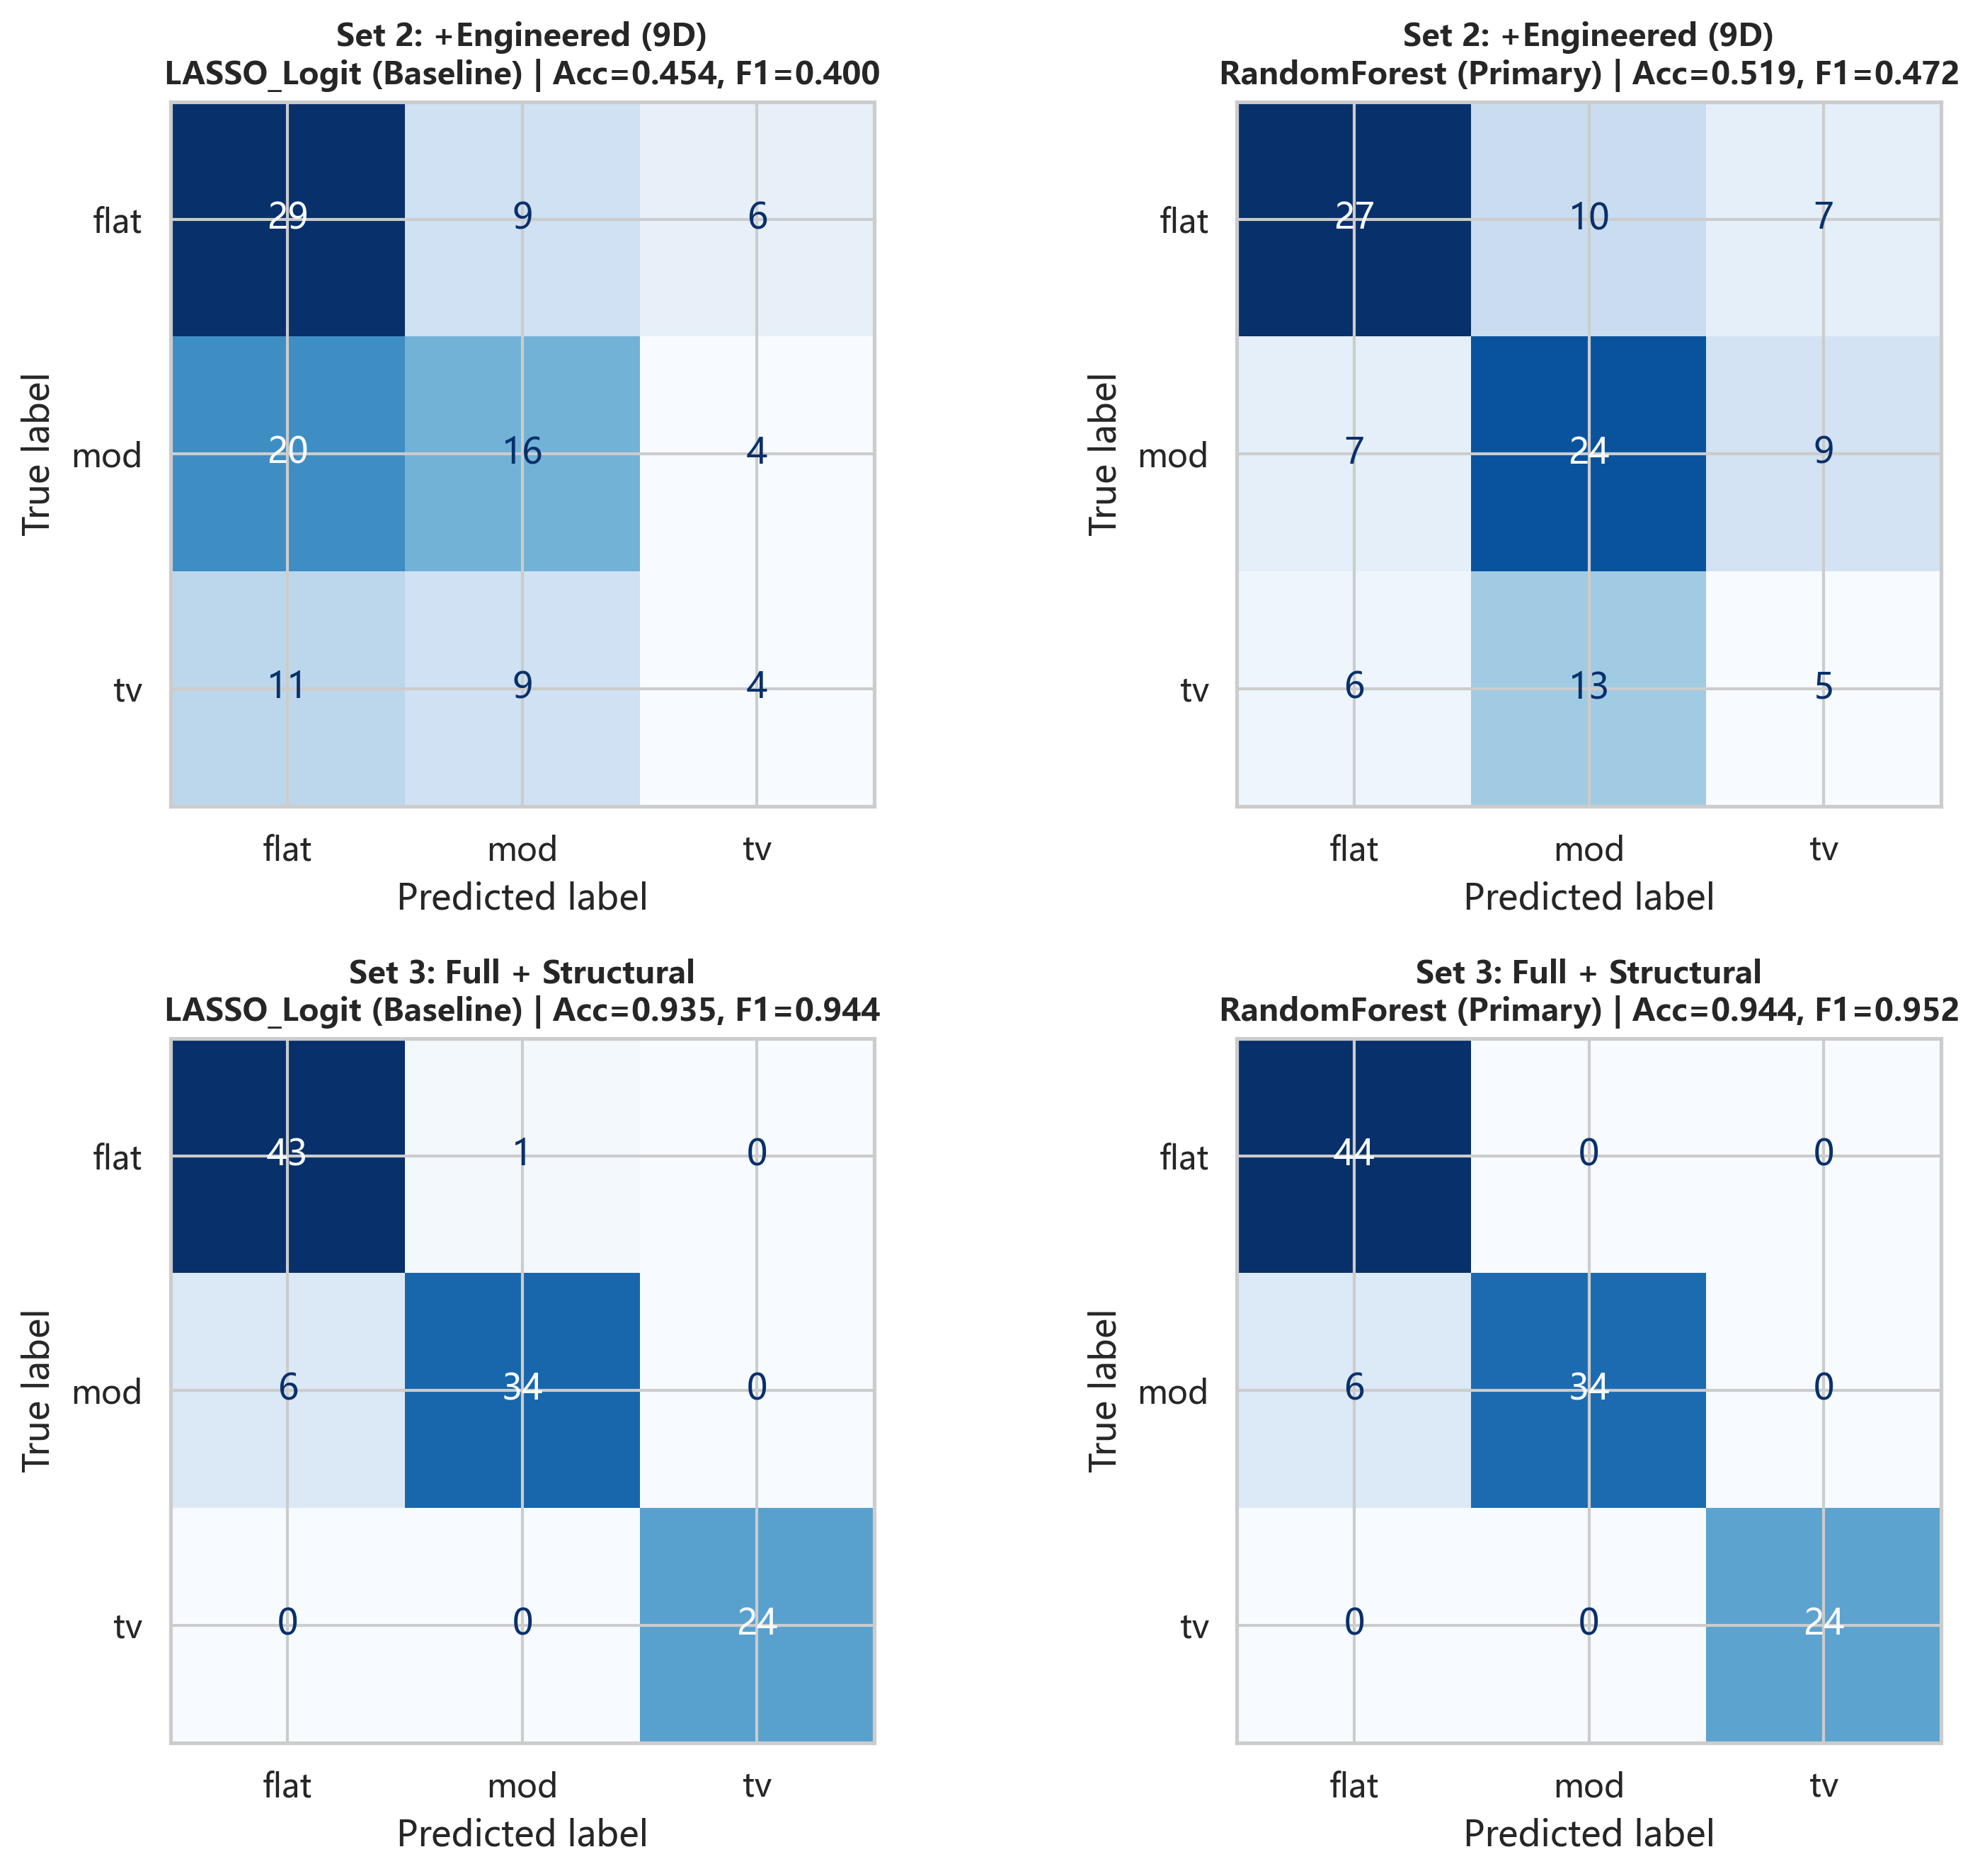 Set 2: +Engineered (9D)
LASSO_Logit (Baseline) | Acc=0.454, F1=0.400
True label
flat
29 9 6
mod
20 16 4
tv
11 9 4
flat mod tv
Predicted label
Set 2: +Engineered (9D)
RandomForest (Primary) | Acc=0.519, F1=0.472
True label
flat
27 10 7
mod
7 24 9
tv
6 13 5
flat mod tv
Predicted label
Set 3: Full + Structural
LASSO_Logit (Baseline) | Acc=0.935, F1=0.944
True label
flat
43 1 0
mod
6 34 0
tv
0 0 24
flat mod tv
Predicted label
Set 3: Full + Structural
RandomForest (Primary) | Acc=0.944, F1=0.952
True label
flat
44 0 0
mod
6 34 0
tv
0 0 24
flat mod tv
Predicted label